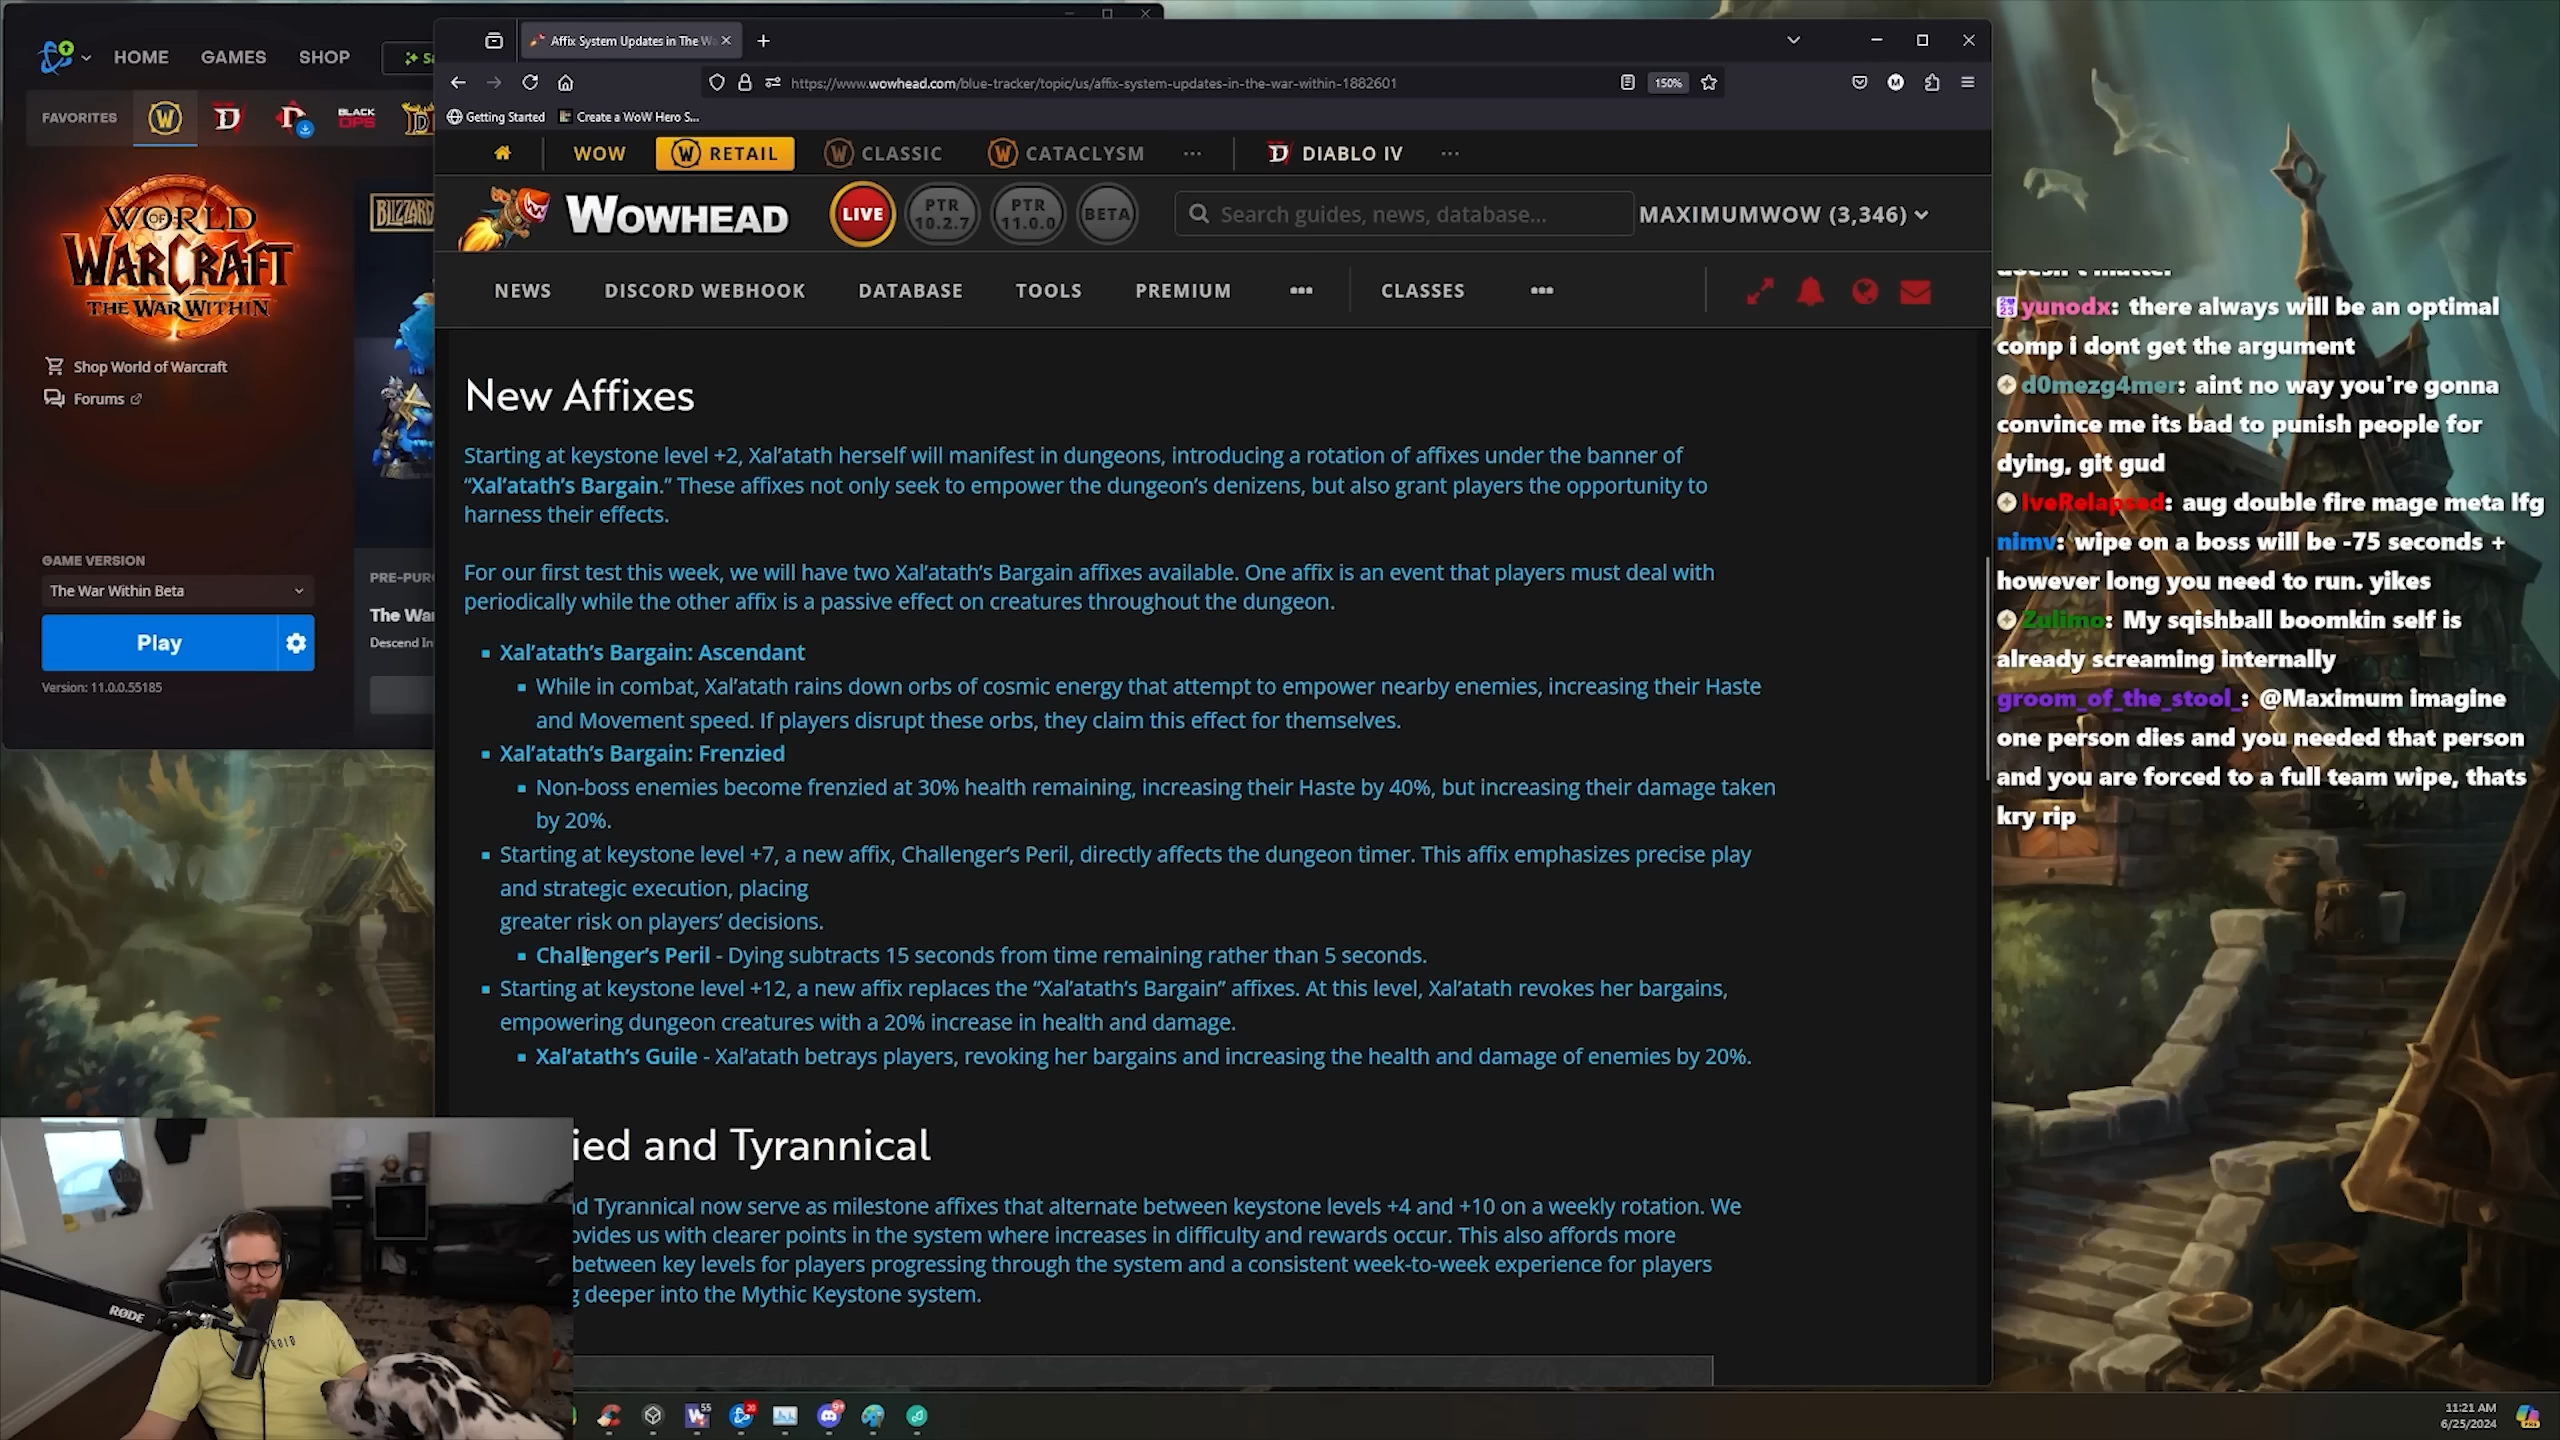 HOME GAMES SHOP
FAVORITES
BLACK OPS
WORLD OF WARCRAFT
THE WAR WITHIN
Shop World of Warcraft
Forums
GAME VERSION
The War Within Beta
Play
Version: 11.0.0.55185
BLIZZARD
PRE-PUR
The War
Descend In
Affix System Updates in The W
https://www.wowhead.com/blue-tracker/topic/us/affix-system-updates-in-the-war-within-1882601
150%
M
Getting Started Create a WoW Hero S...
WOW RETAIL CLASSIC CATACLYSM ... DIABLO IV ...
WOWHEAD
LIVE PTR 10.2.7 PTR 11.0.0 BETA
Search guides, news, database...
MAXIMUMWOW (3,346)
NEWS DISCORD WEBHOOK DATABASE TOOLS PREMIUM ... CLASSES ...
New Affixes
Starting at keystone level +2, Xal’atath herself will manifest in dungeons, introducing a rotation of affixes under the banner of
“Xal’atath’s Bargain.” These affixes not only seek to empower the dungeon’s denizens, but also grant players the opportunity to
harness their effects.
For our first test this week, we will have two Xal’atath’s Bargain affixes available. One affix is an event that players must deal with
periodically while the other affix is a passive effect on creatures throughout the dungeon.
Xal’atath’s Bargain: Ascendant
While in combat, Xal’atath rains down orbs of cosmic energy that attempt to empower nearby enemies, increasing their Haste
and Movement speed. If players disrupt these orbs, they claim this effect for themselves.
Xal’atath’s Bargain: Frenzied
Non-boss enemies become frenzied at 30% health remaining, increasing their Haste by 40%, but increasing their damage taken
by 20%.
Starting at keystone level +7, a new affix, Challenger’s Peril, directly affects the dungeon timer. This affix emphasizes precise play
and strategic execution, placing
greater risk on players’ decisions.
Challenger’s Peril - Dying subtracts 15 seconds from time remaining rather than 5 seconds.
Starting at keystone level +12, a new affix replaces the “Xal’atath’s Bargain” affixes. At this level, Xal’atath revokes her bargains,
empowering dungeon creatures with a 20% increase in health and damage.
Xal’atath’s Guile - Xal’atath betrays players, revoking her bargains and increasing the health and damage of enemies by 20%.
ied and Tyrannical
nd Tyrannical now serve as milestone affixes that alternate between keystone levels +4 and +10 on a weekly rotation. We
ovides us with clearer points in the system where increases in difficulty and rewards occur. This also affords more
between key levels for players progressing through the system and a consistent week-to-week experience for players
g deeper into the Mythic Keystone system.
doesn't matter
yunodx: there always will be an optimal
comp i dont get the argument
d0mezg4mer: aint no way you're gonna
convince me its bad to punish people for
dying, git gud
IveRelapsed: aug double fire mage meta lfg
nimv: wipe on a boss will be -75 seconds +
however long you need to run. yikes
Zulimo: My sqishball boomkin self is
already screaming internally
groom_of_the_stool_: @Maximum imagine
one person dies and you needed that person
and you are forced to a full team wipe, thats
kry rip
RØDE
55
20
9+
11:21 AM
6/25/2024